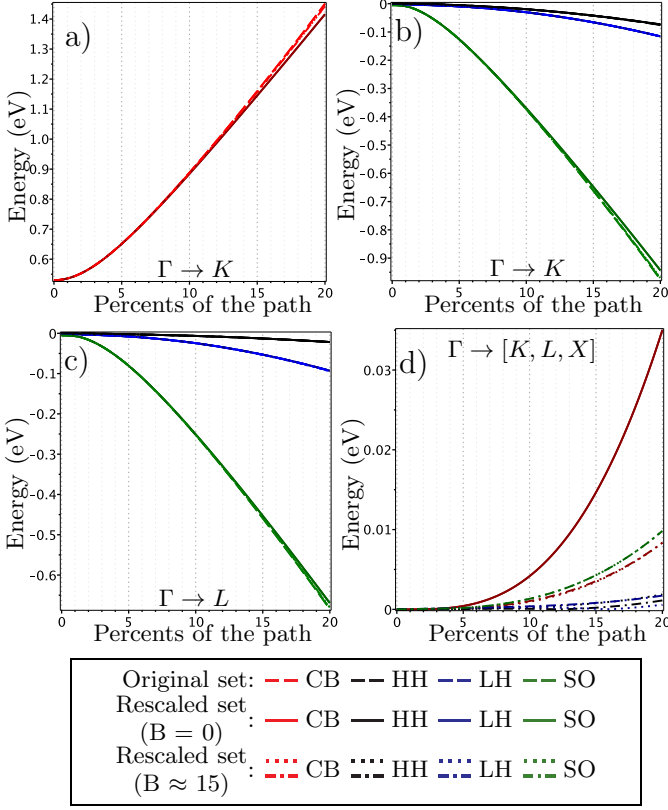 a)
Energy (eV)
1.4
1.3
1.2
1.1
1.0
0.9
0.8
0.7
0.6
Γ → K
0 5 10 15 20
Percents of the path
b)
Energy (eV)
0
-0.1
-0.2
-0.3
-0.4
-0.5
-0.6
-0.7
-0.8
-0.9
Γ → K
0 5 10 15 20
Percents of the path
c)
Energy (eV)
0
-0.1
-0.2
-0.3
-0.4
-0.5
-0.6
Γ → L
0 5 10 15 20
Percents of the path
d)
Γ → [K, L, X]
Energy (eV)
0.03
0.02
0.01
0
0 5 10 15 20
Percents of the path
Original set: CB HH LH SO
Rescaled set
(B = 0) : CB HH LH SO
Rescaled set
(B ≈ 15) : CB HH LH SO